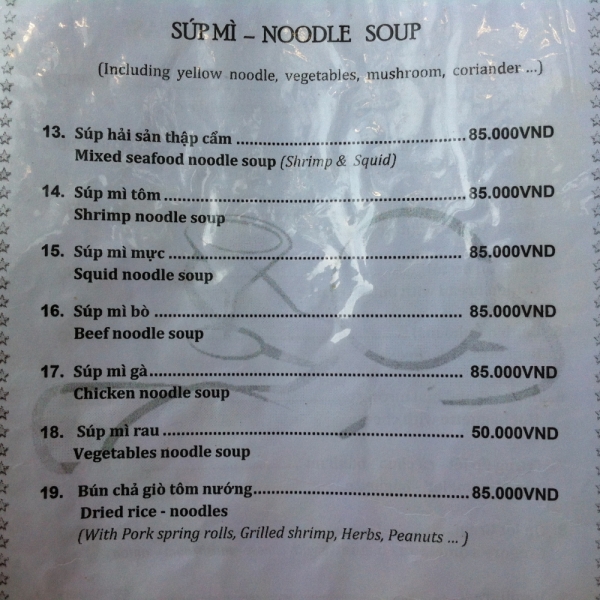 SÚP MÌ – NOODLE SOUP
(Including yellow noodle, vegetables, mushroom, coriander ...)
13. Súp hải sản thập cẩm ........................ 85.000VND
Mixed seafood noodle soup (Shrimp & Squid)
14. Súp mì tôm ........................ 85.000VND
Shrimp noodle soup
15. Súp mì mực ........................ 85.000VND
Squid noodle soup
16. Súp mì bò ........................ 85.000VND
Beef noodle soup
17. Súp mì gà ........................ 85.000VND
Chicken noodle soup
18. Súp mì rau ........................ 50.000VND
Vegetables noodle soup
19. Bún chả giò tôm nướng ........................ 85.000VND
Dried rice - noodles
(With Pork spring rolls, Grilled shrimp, Herbs, Peanuts ... )